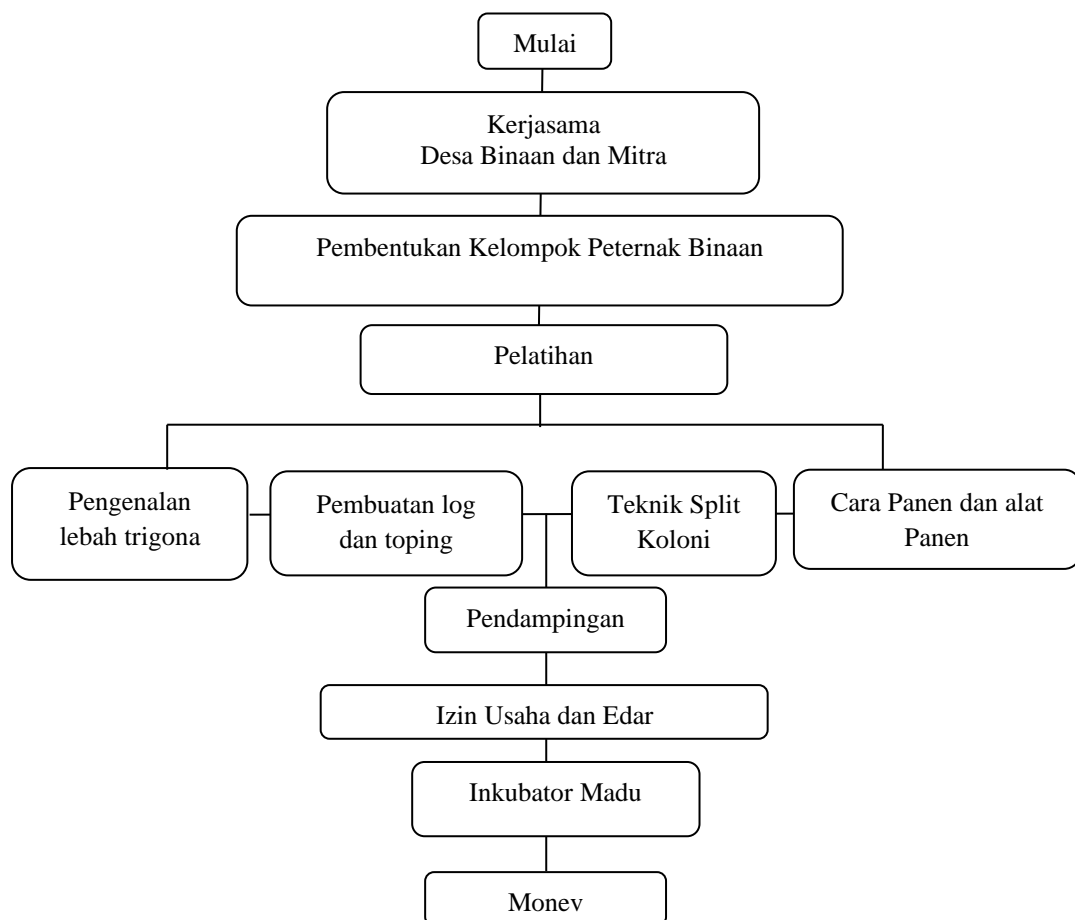 Mulai
Kerjasama
Desa Binaan dan Mitra
Pembentukan Kelompok Peternak Binaan
Pelatihan
Pengenalan
lebah trigona
Pembuatan log
dan toping
Teknik Split
Koloni
Cara Panen dan alat
Panen
Pendampingan
Izin Usaha dan Edar
Inkubator Madu
Monev